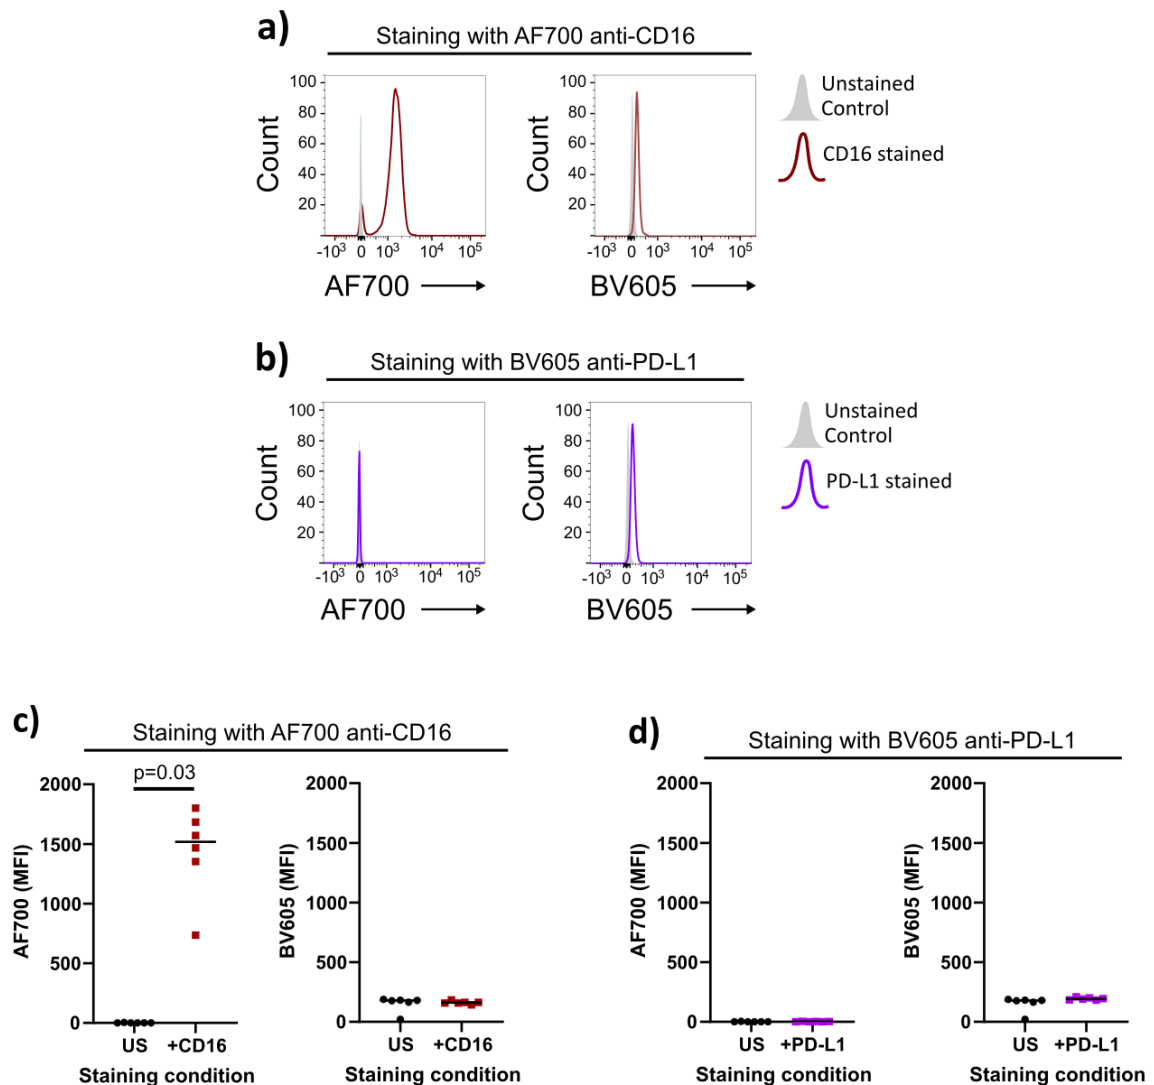 a)
Staining with AF700 anti-CD16
Count
100
80
60
40
20
-10³ 0 10³ 10⁴ 10⁵
AF700
Count
100
80
60
40
20
-10³ 0 10³ 10⁴ 10⁵
BV605
Unstained
Control
CD16 stained
b)
Staining with BV605 anti-PD-L1
Count
100
80
60
40
20
-10³ 0 10³ 10⁴ 10⁵
AF700
Count
100
80
60
40
20
-10³ 0 10³ 10⁴ 10⁵
BV605
Unstained
Control
PD-L1 stained
c)
Staining with AF700 anti-CD16
AF700 (MFI)
2000
1500
1000
500
0
p=0.03
US +CD16
Staining condition
BV605 (MFI)
2000
1500
1000
500
0
US +CD16
Staining condition
d)
Staining with BV605 anti-PD-L1
AF700 (MFI)
2000
1500
1000
500
0
US +PD-L1
Staining condition
BV605 (MFI)
2000
1500
1000
500
0
US +PD-L1
Staining condition